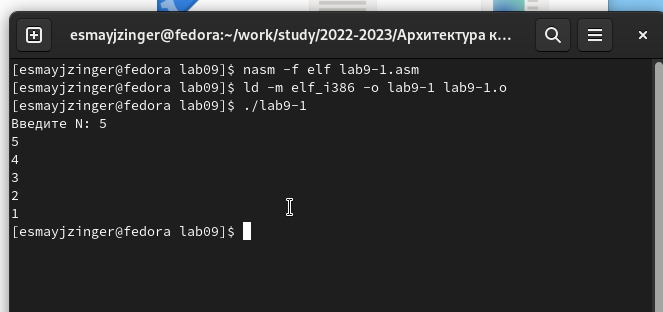 esmayjzinger@fedora:~/work/study/2022-2023/Архитектура к...
[esmayjzinger@fedora lab09]$ nasm -f elf lab9-1.asm
[esmayjzinger@fedora lab09]$ ld -m elf_i386 -o lab9-1 lab9-1.o
[esmayjzinger@fedora lab09]$ ./lab9-1
Введите N: 5
5
4
3
2
1
[esmayjzinger@fedora lab09]$